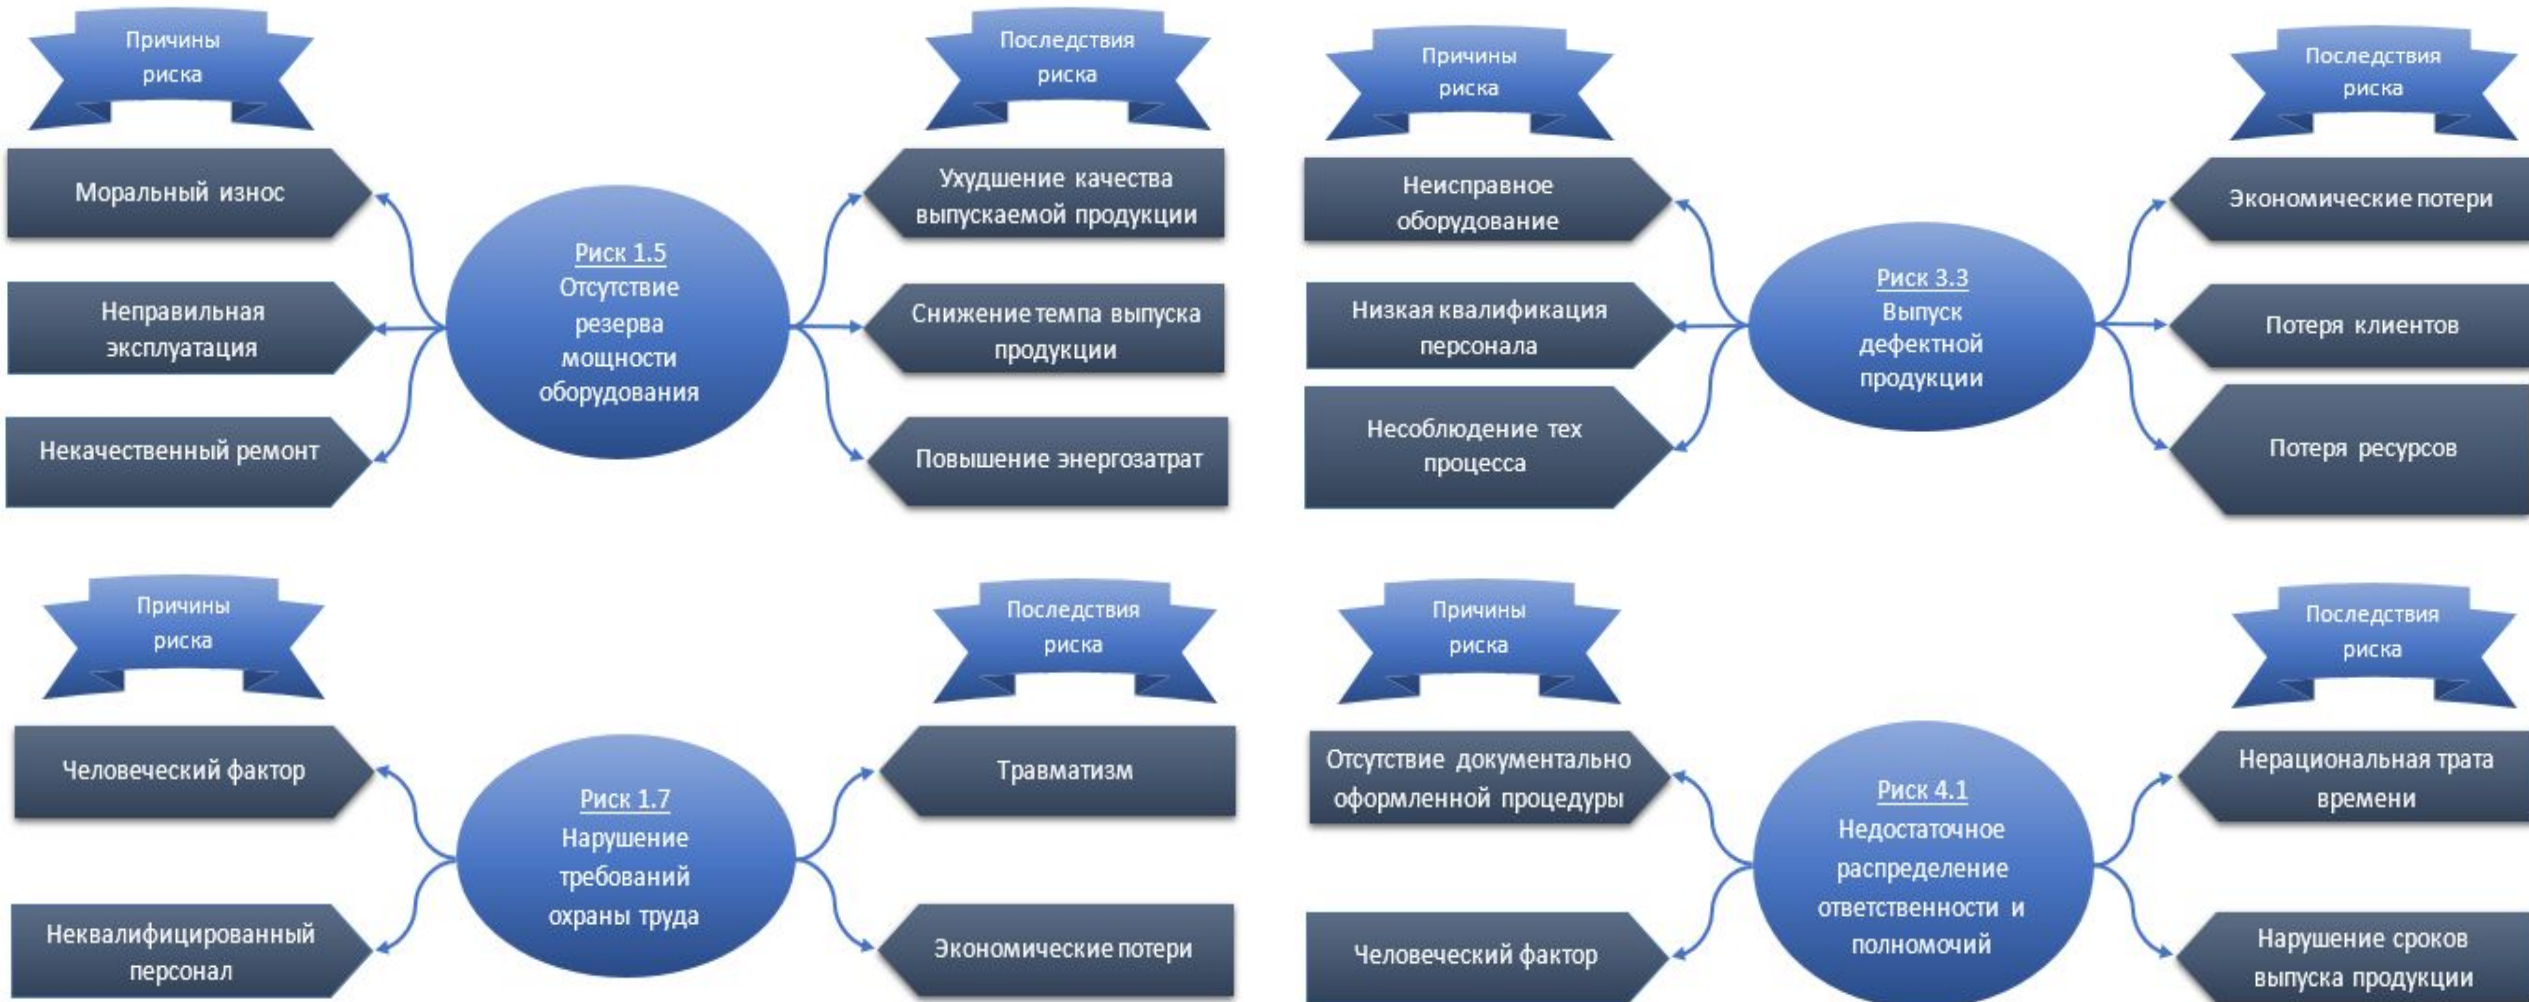 Причины
риска
Последствия
риска
Моральный износ
Неправильная
эксплуатация
Некачественный ремонт
Риск 1.5
Отсутствие
резерва
мощности
оборудования
Ухудшение качества
выпускаемой продукции
Снижение темпа выпуска
продукции
Повышение энергозатрат
Причины
риска
Последствия
риска
Неисправное
оборудование
Низкая квалификация
персонала
Несоблюдение тех
процесса
Риск 3.3
Выпуск
дефектной
продукции
Экономические потери
Потеря клиентов
Потеря ресурсов
Причины
риска
Последствия
риска
Человеческий фактор
Неквалифицированный
персонал
Риск 1.7
Нарушение
требований
охраны труда
Травматизм
Экономические потери
Причины
риска
Последствия
риска
Отсутствие документально
оформленной процедуры
Человеческий фактор
Риск 4.1
Недостаточное
распределение
ответственности и
полномочий
Нерациональная трата
времени
Нарушение сроков
выпуска продукции